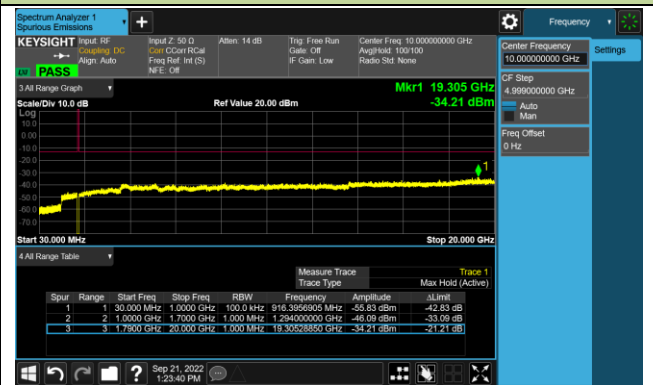 Spectrum Analyzer 1
Spurious Emissions
Frequency
KEYSIGHT
Input: RF
Coupling: DC
Align: Auto
Input Z: 50 Ω
Corr CCorr RCal
Freq Ref: Int (S)
NFE: Off
Atten: 14 dB
Trig: Free Run
Gate: Off
IF Gain: Low
Center Freq: 10.000000000 GHz
Avg|Hold: 100/100
Radio Std: None
LXI PASS
Center Frequency
10.000000000 GHz
Settings
CF Step
4.999000000 GHz
Auto
Man
Freq Offset
0 Hz
3 All Range Graph
Mkr1 19.305 GHz
Scale/Div 10.0 dB
Ref Value 20.00 dBm
-34.21 dBm
Log
10.0
0.00
-10.0
-20.0
-30.0
-40.0
-50.0
-60.0
-70.0
1
Start 30.000 MHz
Stop 20.000 GHz
4 All Range Table
Measure Trace Trace 1
Trace Type Max Hold (Active)
Spur Range Start Freq Stop Freq RBW Frequency Amplitude ΔLimit
1 1 30.000 MHz 1.0000 GHz 100.0 kHz 916.3956905 MHz -55.83 dBm -42.83 dB
2 2 1.0000 GHz 1.7000 GHz 1.000 MHz 1.294000000 GHz -46.09 dBm -33.09 dB
3 3 1.7900 GHz 20.000 GHz 1.000 MHz 19.30528850 GHz -34.21 dBm -21.21 dB
?
Sep 21, 2022
1:23:40 PM